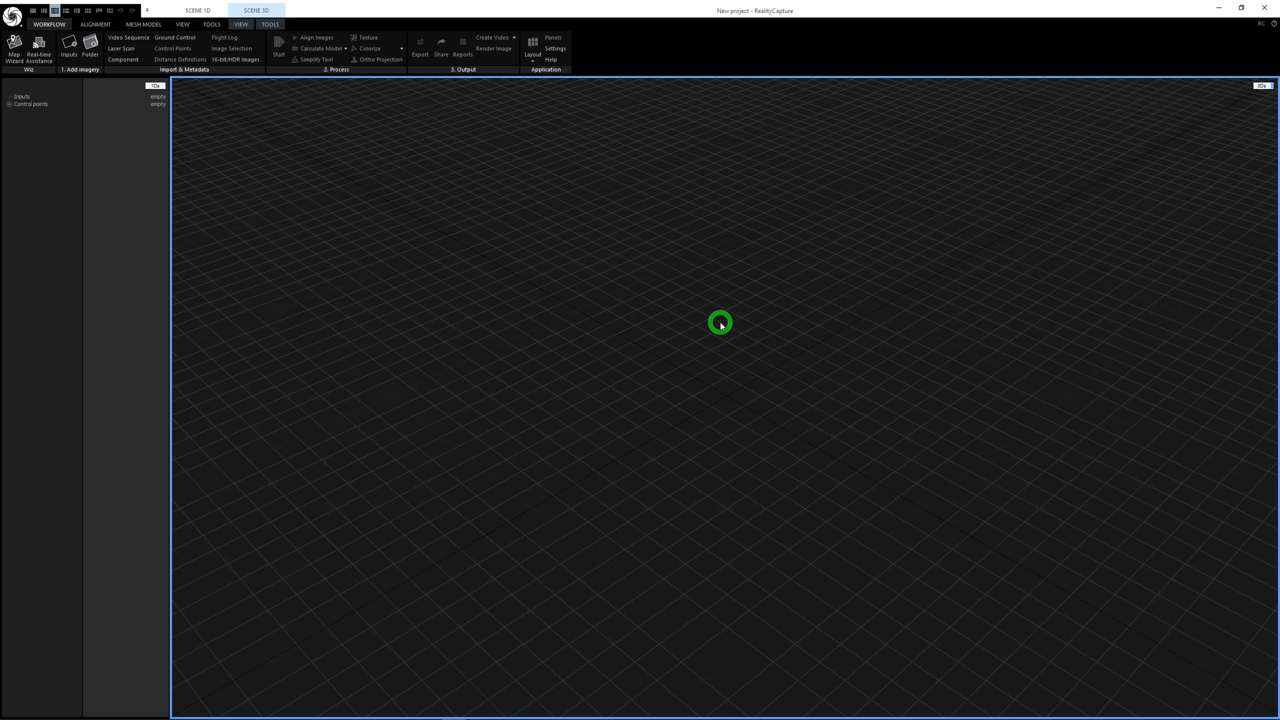 SCENE 1D SCENE 3D New project - RealityCapture
WORKFLOW ALIGNMENT MESH MODEL VIEW TOOLS VIEW TOOLS RC
Video Sequence Ground Control Flight Log Align Images Texture Create Video Panels
Map Wizard Real-time Assistance Inputs Folder Laser Scan Control Points Image Selection Start Calculate Model Colorize Export Share Reports Render Image Layout Settings
Component Distance Definitions 16-bit/HDR images Simplify Tool Ortho Projection Help
Wiz 1. Add imagery Import & Metadata 2. Process 3. Output Application
1Ds 3Ds
Inputs empty
Control points empty